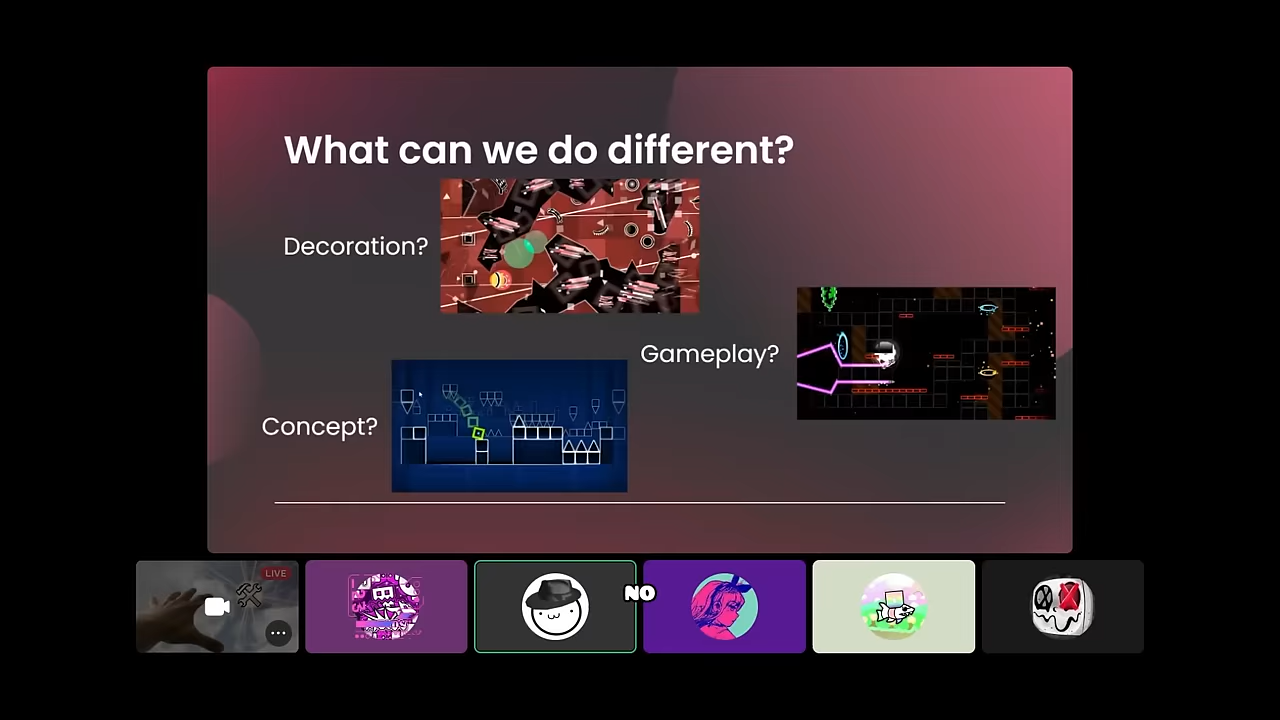 What can we do different?
Decoration?
Gameplay?
Concept?
LIVE
NO